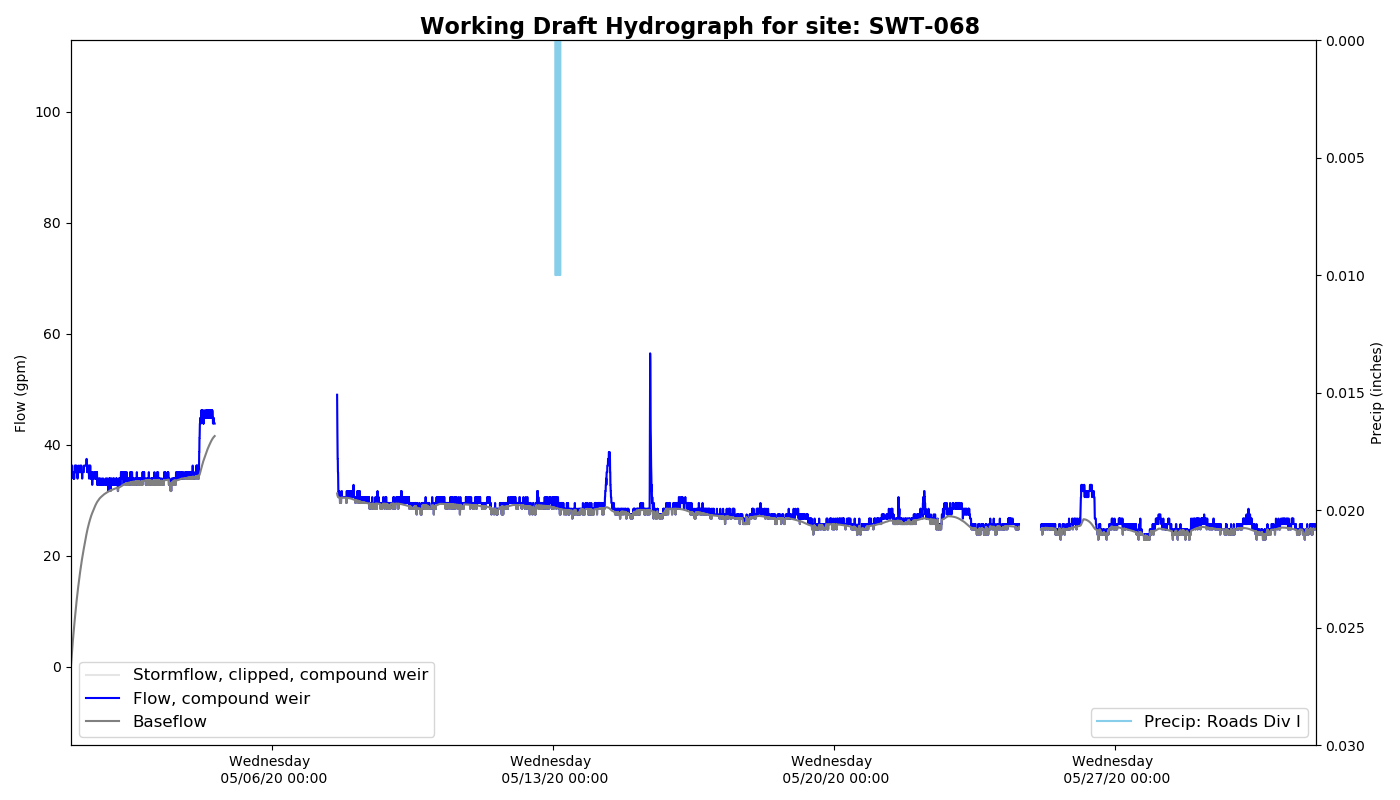 Working Draft Hydrograph for site: SWT-068
100
80
60
40
20
0
Flow (gpm)
0.000
0.005
0.010
0.015
0.020
0.025
0.030
Precip (inches)
Stormflow, clipped, compound weir
Flow, compound weir
Baseflow
Precip: Roads Div I
Wednesday
05/06/20 00:00
Wednesday
05/13/20 00:00
Wednesday
05/20/20 00:00
Wednesday
05/27/20 00:00